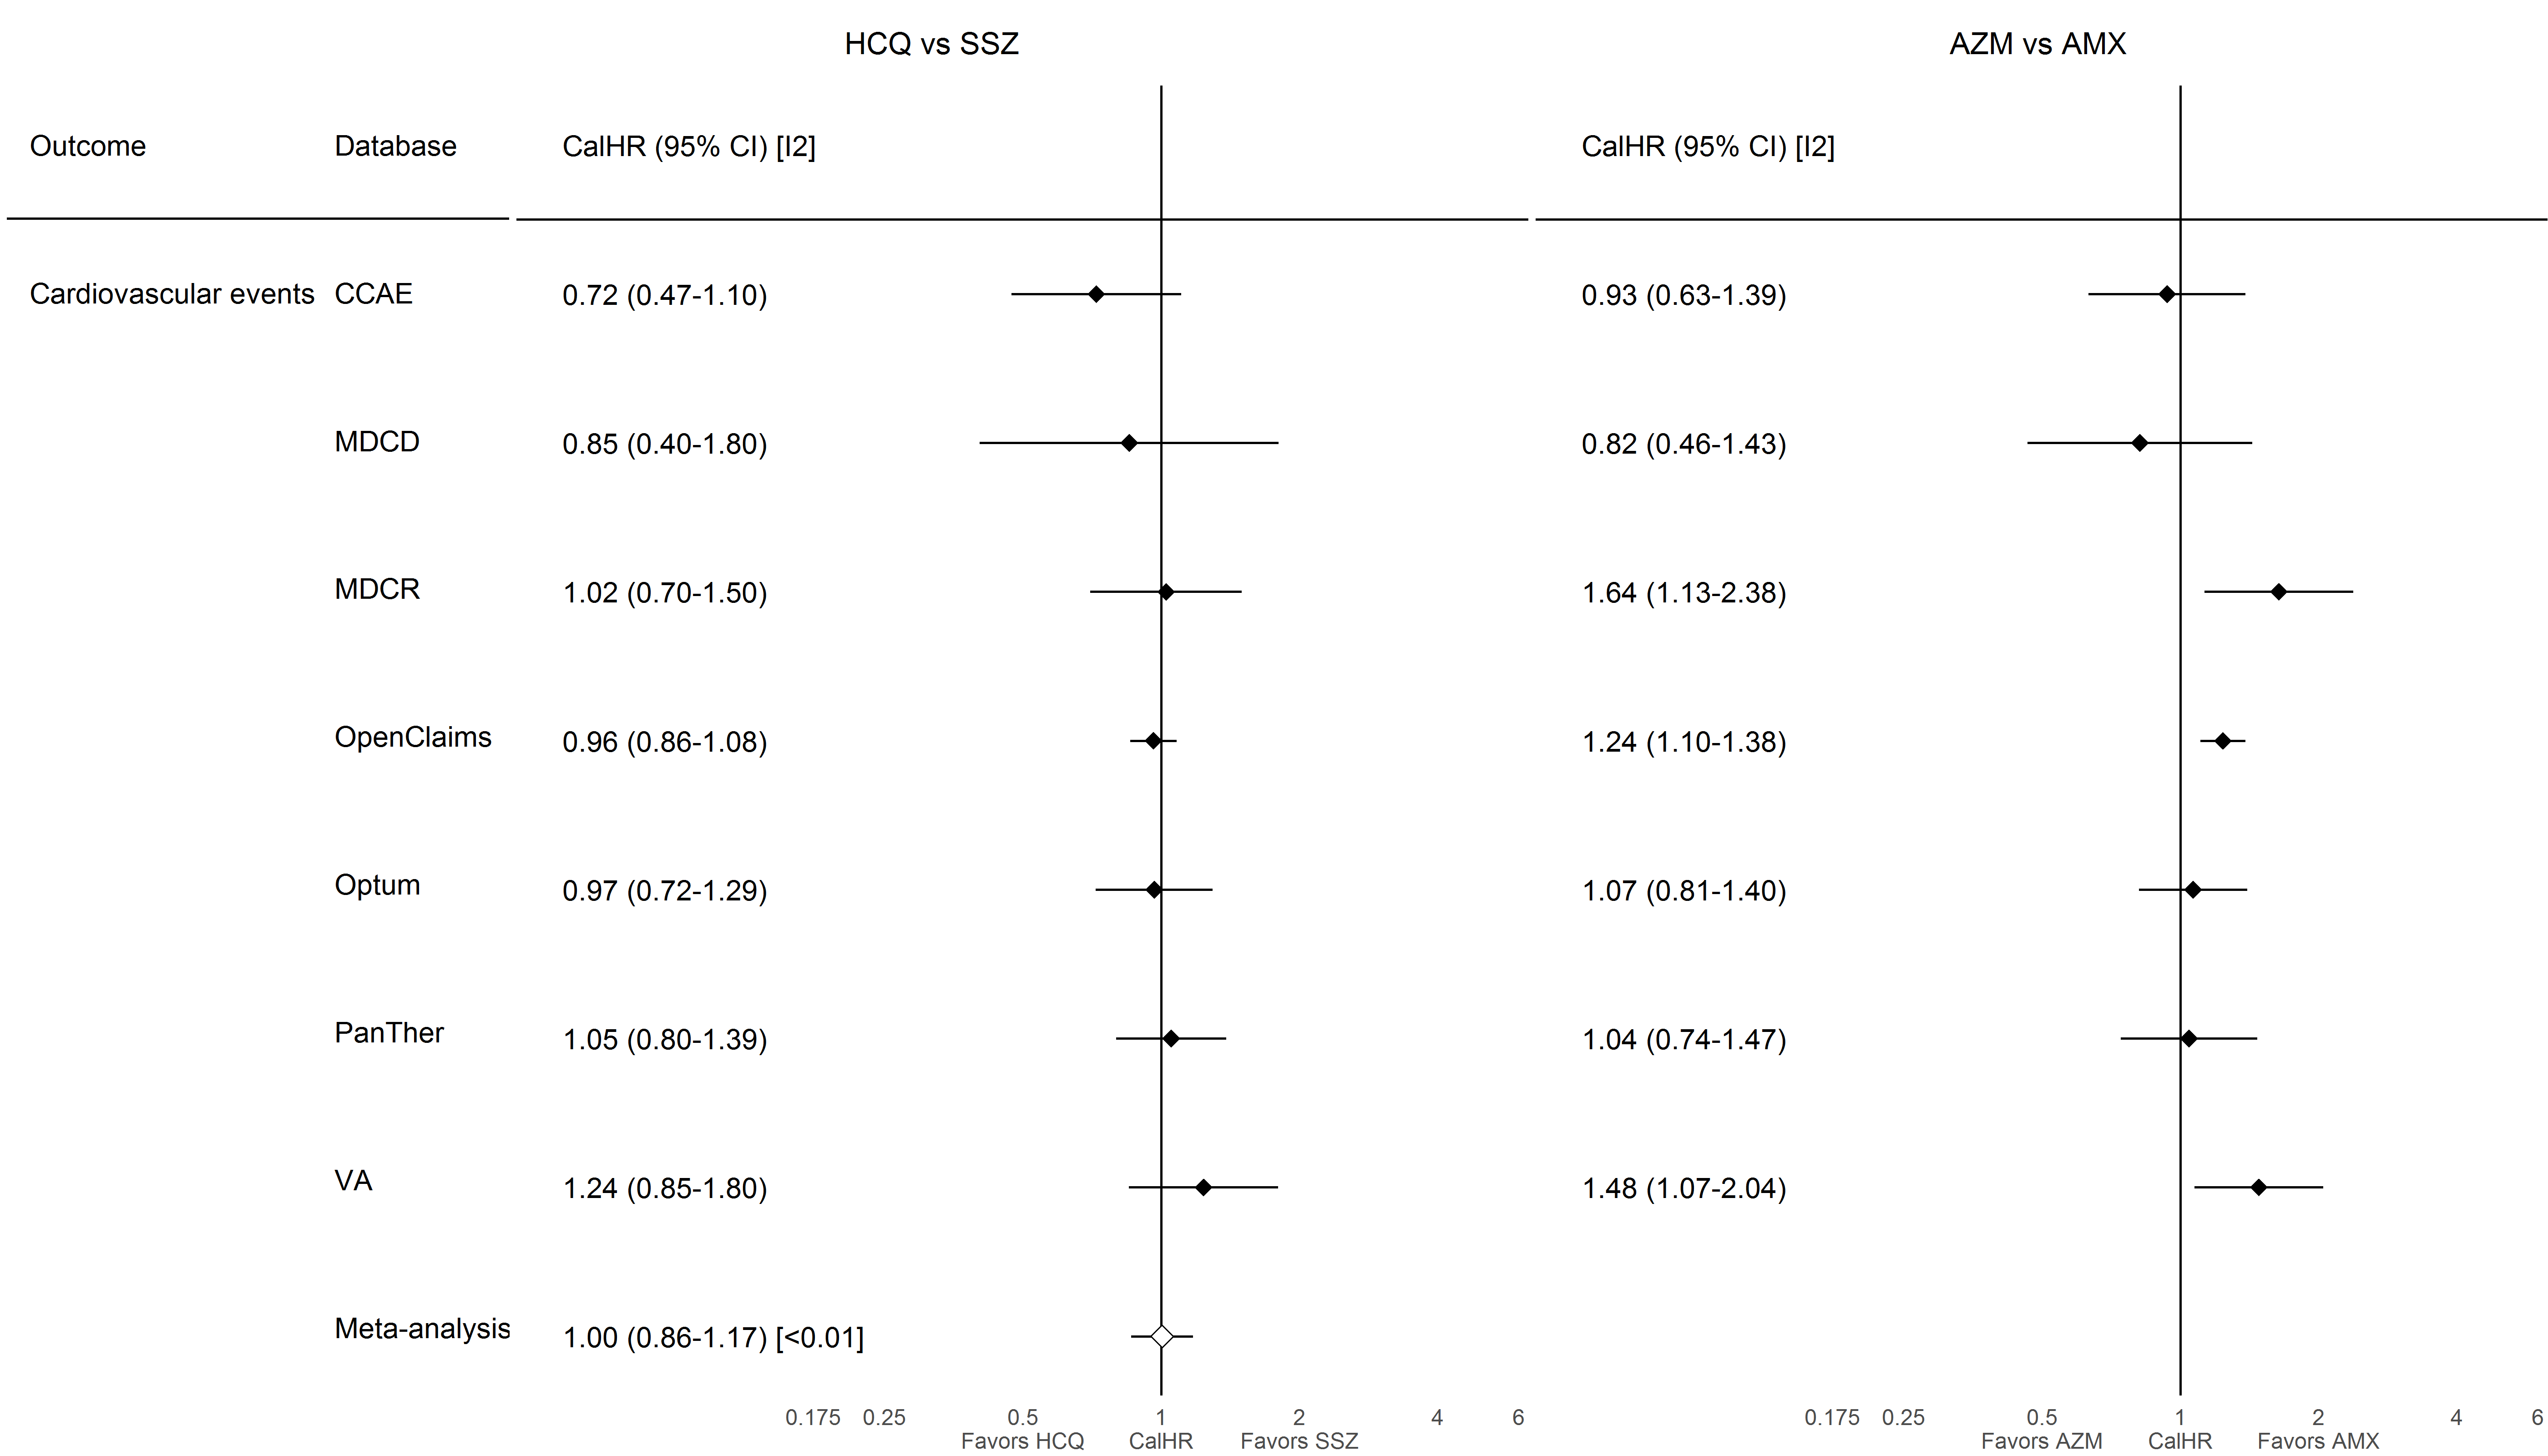 HCQ vs SSZ AZM vs AMX
Outcome Database CalHR (95% CI) [I2] CalHR (95% CI) [I2]
Cardiovascular events CCAE 0.72 (0.47-1.10) 0.93 (0.63-1.39)
MDCD 0.85 (0.40-1.80) 0.82 (0.46-1.43)
MDCR 1.02 (0.70-1.50) 1.64 (1.13-2.38)
OpenClaims 0.96 (0.86-1.08) 1.24 (1.10-1.38)
Optum 0.97 (0.72-1.29) 1.07 (0.81-1.40)
PanTher 1.05 (0.80-1.39) 1.04 (0.74-1.47)
VA 1.24 (0.85-1.80) 1.48 (1.07-2.04)
Meta-analysis 1.00 (0.86-1.17) [<0.01]
0.175 0.25 0.5 1 2 4 6 0.175 0.25 0.5 1 2 4 6
Favors HCQ CalHR Favors SSZ Favors AZM CalHR Favors AMX